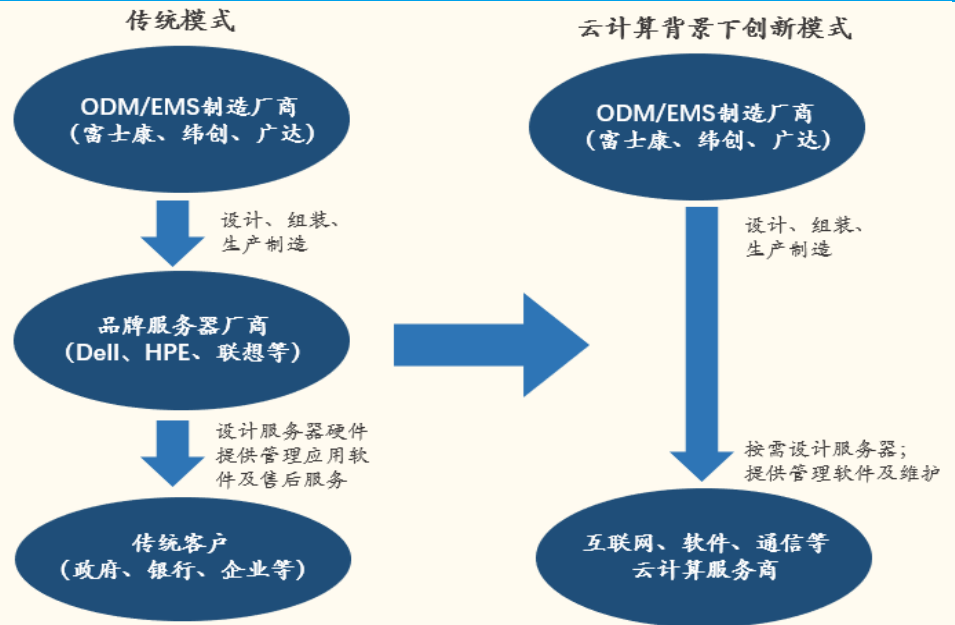 传统模式
ODM/EMS制造厂商
（富士康、纬创、广达）
设计、组装、
生产制造
品牌服务器厂商
（Dell、HPE、联想等）
设计服务器硬件
提供管理应用软
件及售后服务
传统客户
（政府、银行、企业等）
云计算背景下创新模式
ODM/EMS制造厂商
（富士康、纬创、广达）
设计、组装、
生产制造
按需设计服务器；
提供管理软件及维护
互联网、软件、通信等
云计算服务商